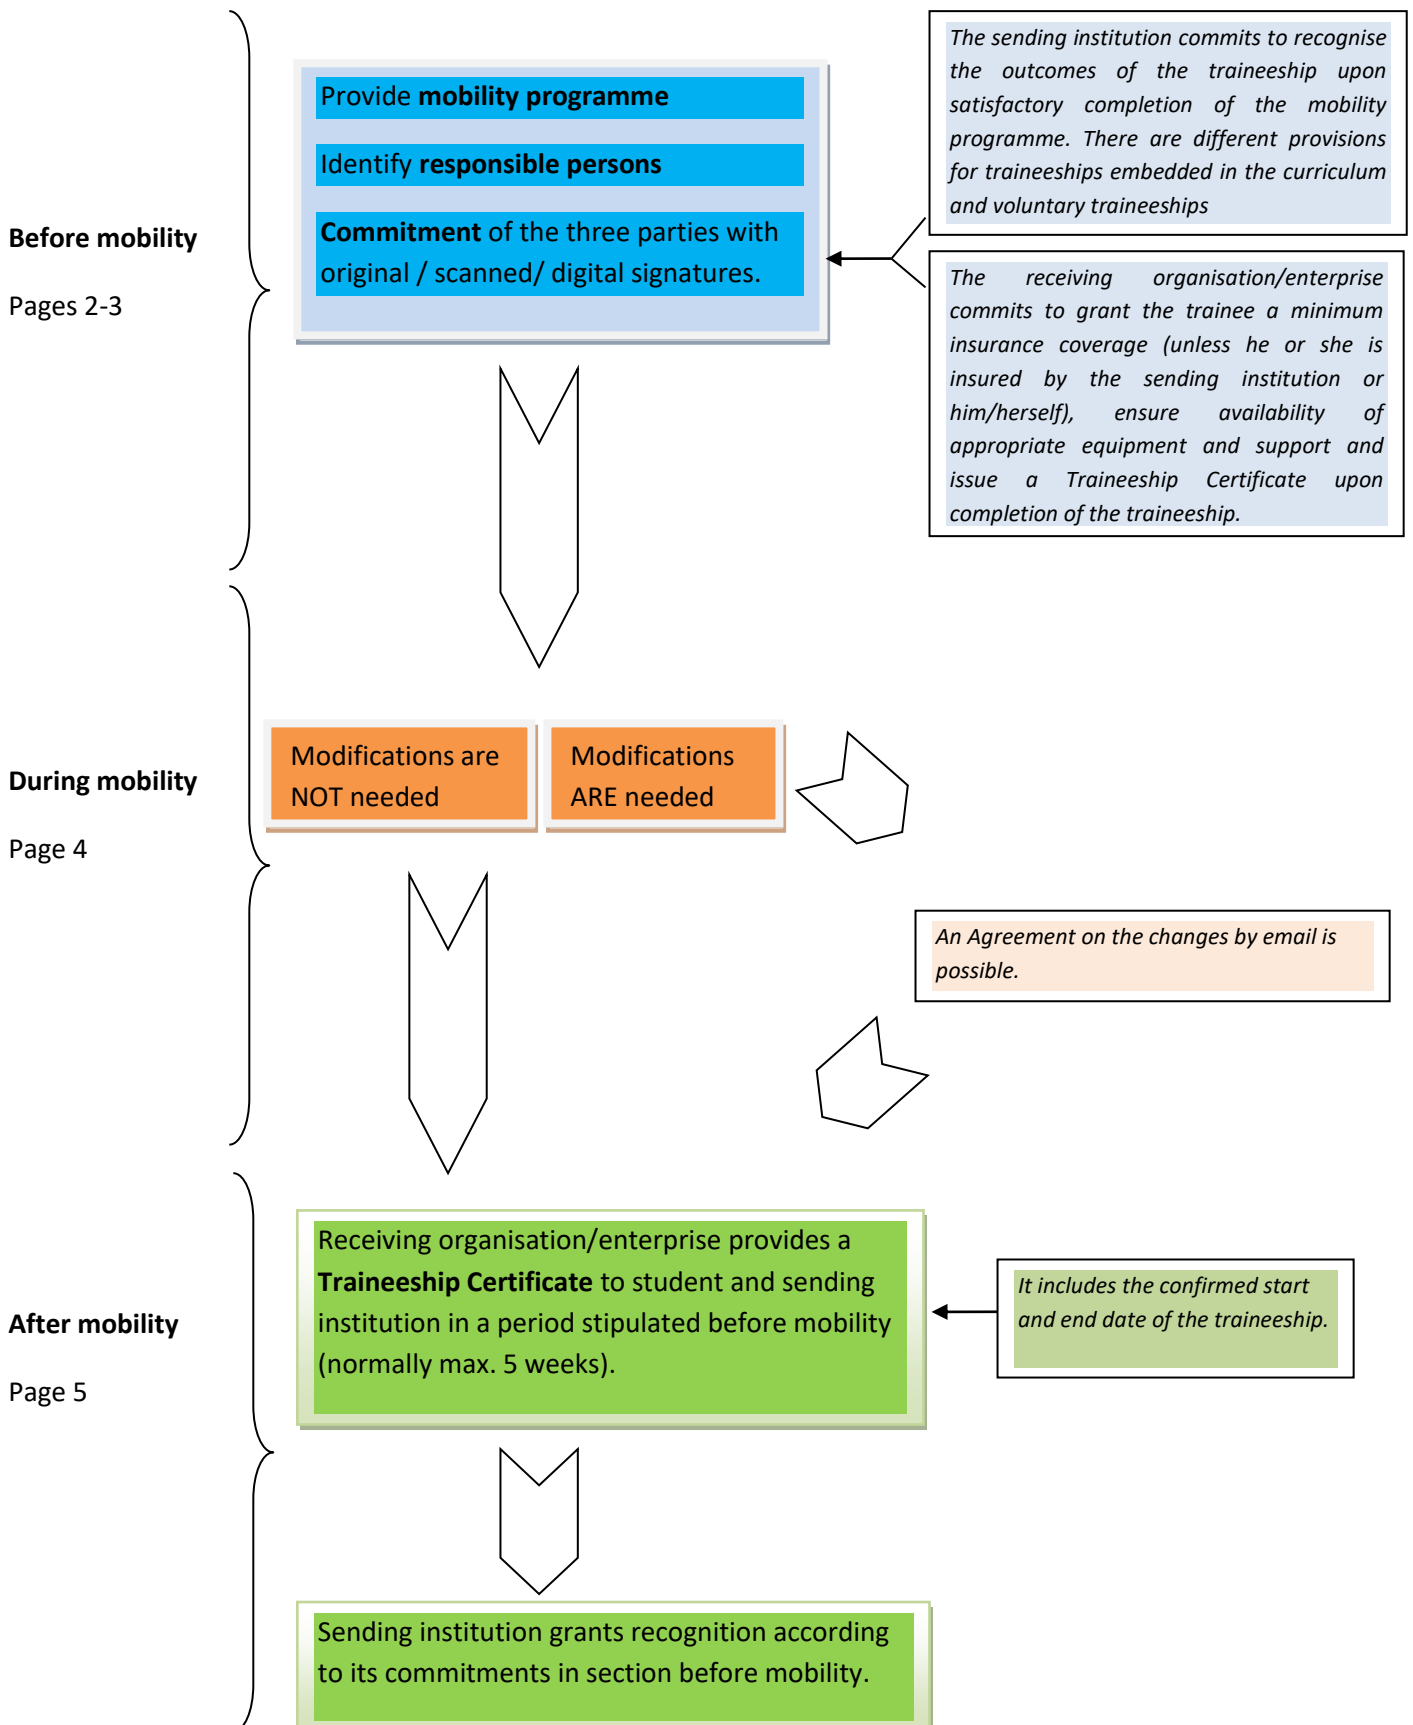 Before mobility
Pages 2-3
Provide mobility programme
Identify responsible persons
Commitment of the three parties with
original / scanned/ digital signatures.
The sending institution commits to recognise
the outcomes of the traineeship upon
satisfactory completion of the mobility
programme. There are different provisions
for traineeships embedded in the curriculum
and voluntary traineeships
The receiving organisation/enterprise
commits to grant the trainee a minimum
insurance coverage (unless he or she is
insured by the sending institution or
him/herself), ensure availability of
appropriate equipment and support and
issue a Traineeship Certificate upon
completion of the traineeship.
During mobility
Page 4
Modifications are
NOT needed
Modifications
ARE needed
An Agreement on the changes by email is
possible.
After mobility
Page 5
Receiving organisation/enterprise provides a
Traineeship Certificate to student and sending
institution in a period stipulated before mobility
(normally max. 5 weeks).
It includes the confirmed start
and end date of the traineeship.
Sending institution grants recognition according
to its commitments in section before mobility.